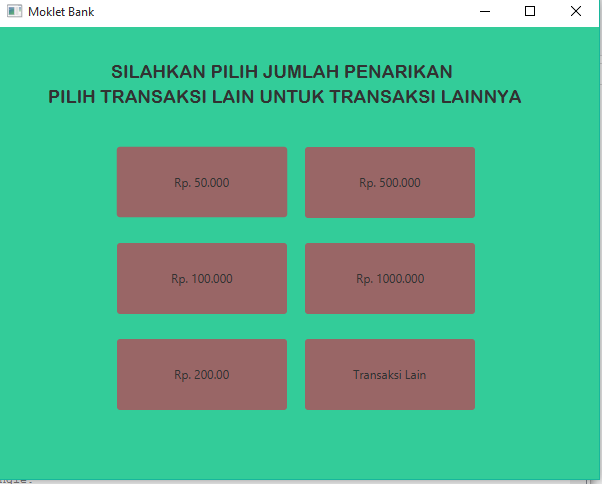 Moklet Bank
SILAHKAN PILIH JUMLAH PENARIKAN
PILIH TRANSAKSI LAIN UNTUK TRANSAKSI LAINNYA
Rp. 50.000
Rp. 500.000
Rp. 100.000
Rp. 1000.000
Rp. 200.00
Transaksi Lain